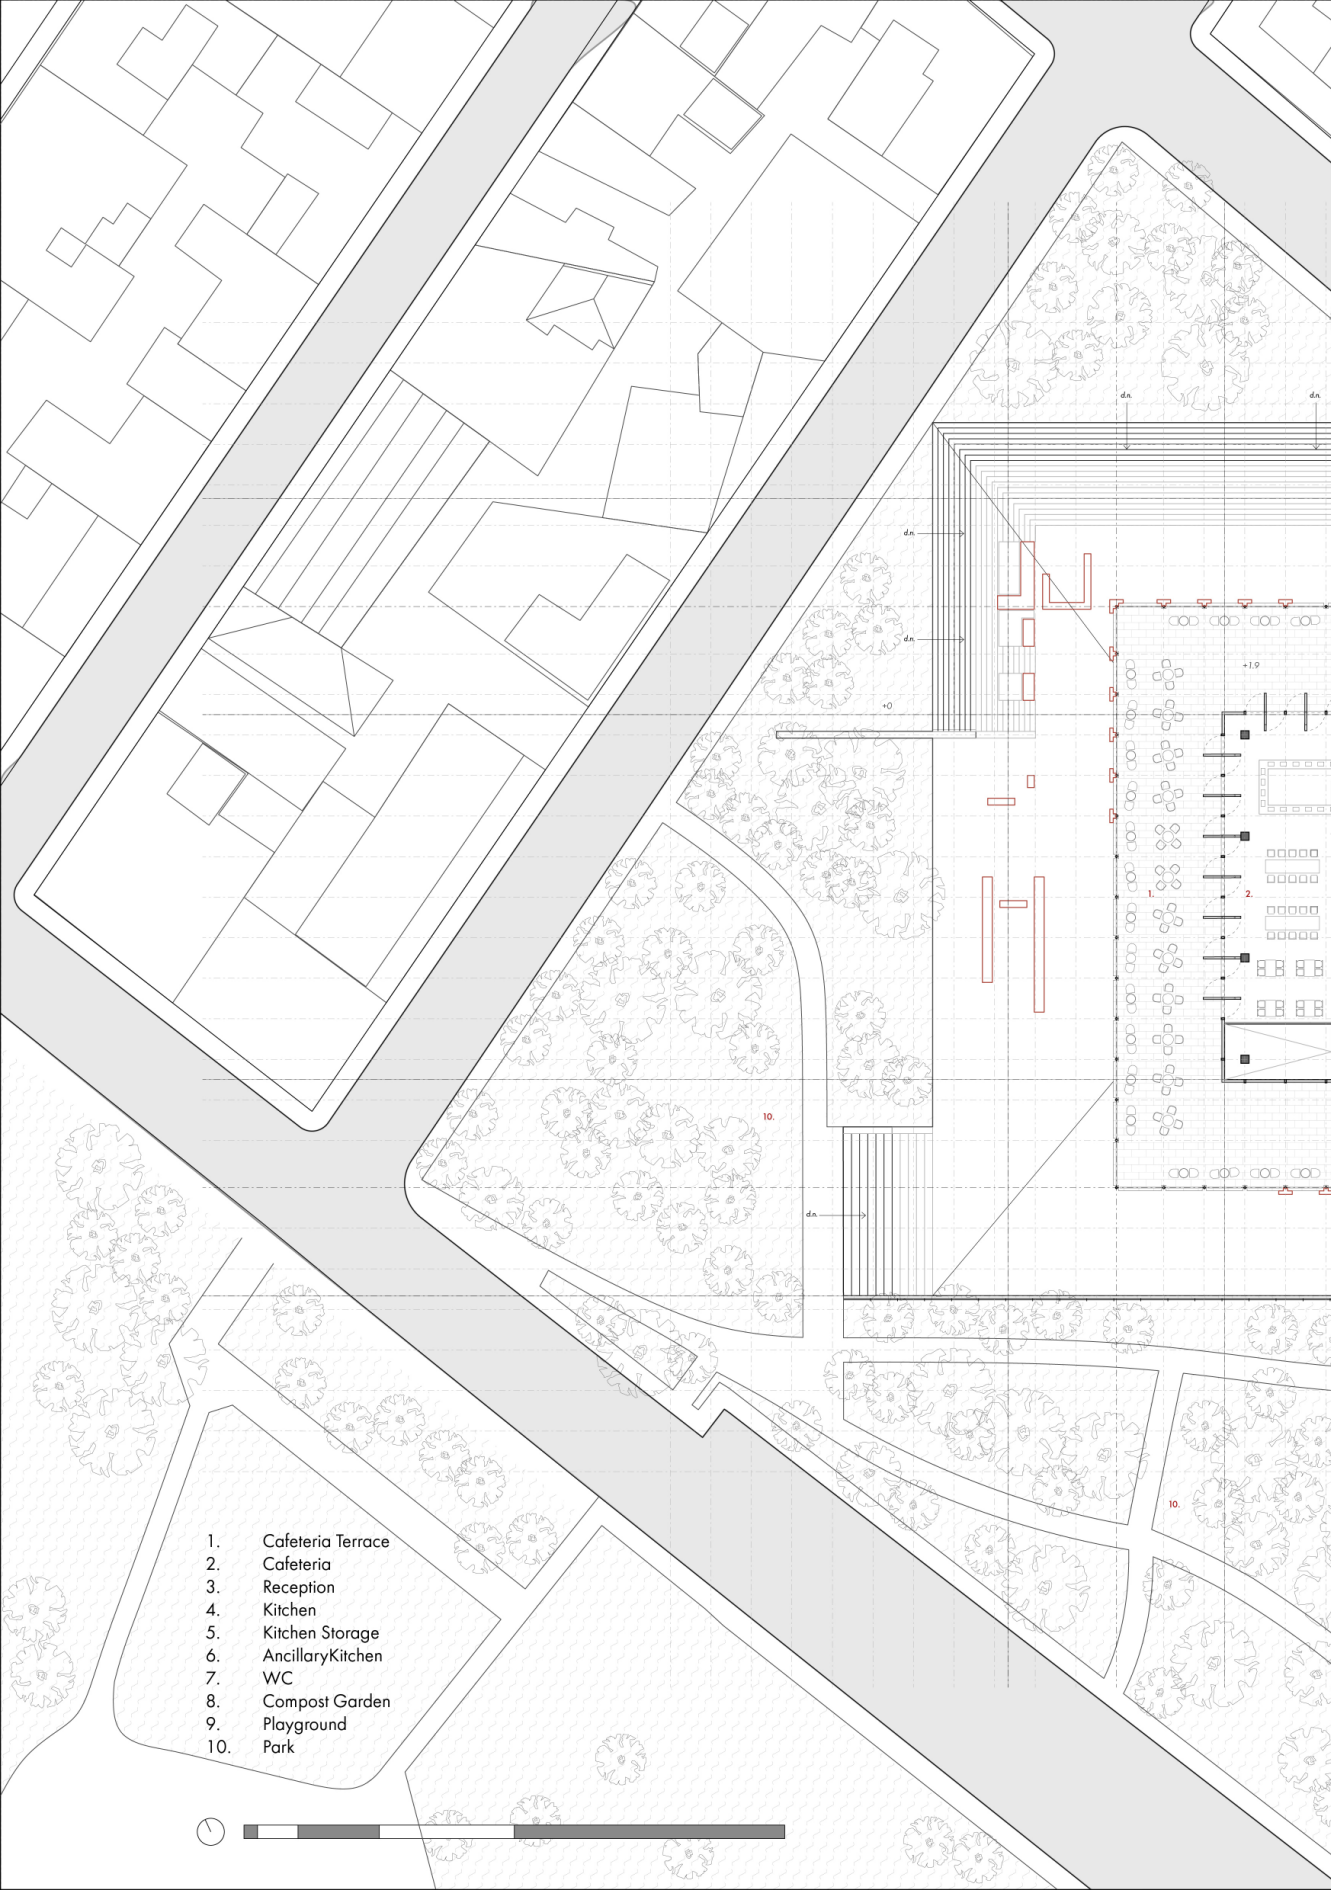 d.n.
d.n.
d.n.
d.n.
+1.9
+0
1.
2.
10.
d.n.
10.
1. Cafeteria Terrace
2. Cafeteria
3. Reception
4. Kitchen
5. Kitchen Storage
6. AncillaryKitchen
7. WC
8. Compost Garden
9. Playground
10. Park